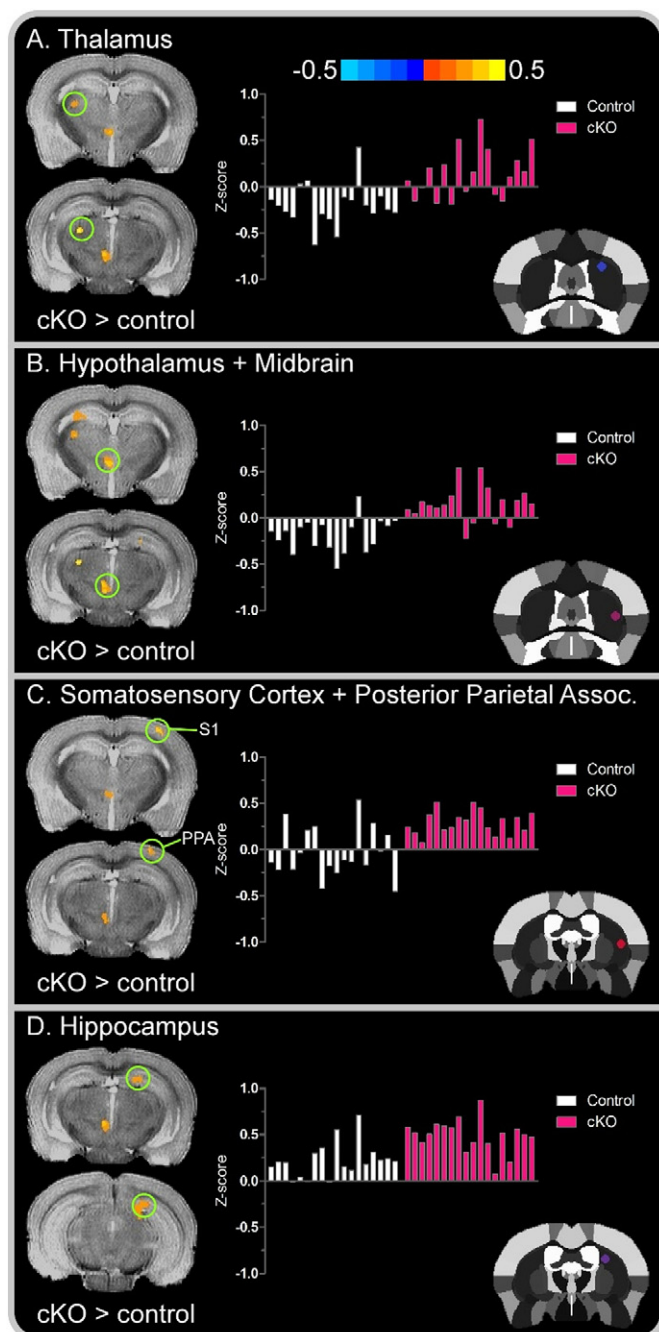 A. Thalamus
-0.5 0.5
1.0
0.5
0.0
-0.5
-1.0
Z-score
Control
cKO
cKO > control
B. Hypothalamus + Midbrain
1.0
0.5
0.0
-0.5
-1.0
Z-score
Control
cKO
cKO > control
C. Somatosensory Cortex + Posterior Parietal Assoc.
S1
PPA
1.0
0.5
0.0
-0.5
-1.0
Z-score
Control
cKO
cKO > control
D. Hippocampus
1.0
0.5
0.0
-0.5
-1.0
Z-score
Control
cKO
cKO > control